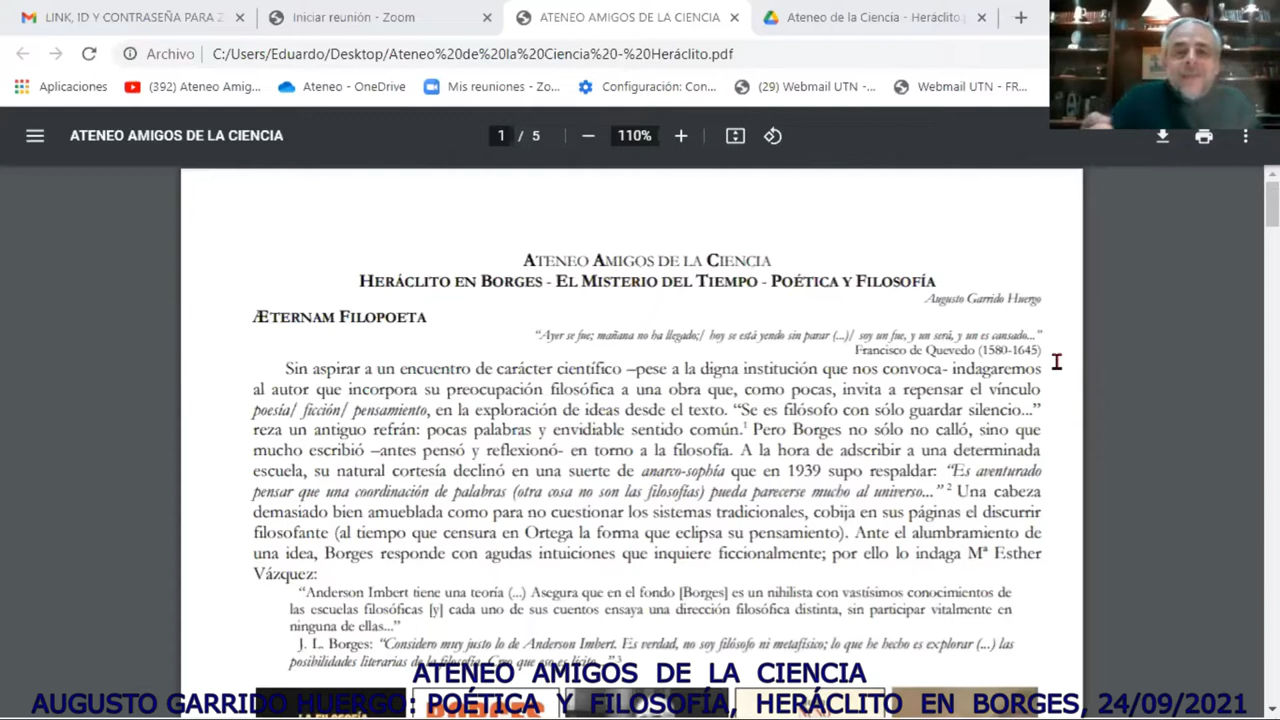 LINK, ID Y CONTRASEÑA PARA Z
Iniciar reunión - Zoom
ATENEO AMIGOS DE LA CIENCIA
Ateneo de la Ciencia - Heráclito
Archivo
C:/Users/Eduardo/Desktop/Ateneo%20de%20la%20Ciencia%20-%20Heráclito.pdf
Aplicaciones
(392) Ateneo Amig...
Ateneo - OneDrive
Mis reuniones - Zo...
Configuración: Con...
(29) Webmail UTN -...
Webmail UTN - FR...
ATENEO AMIGOS DE LA CIENCIA
1 / 5
110%
ATENEO AMIGOS DE LA CIENCIA
HERÁCLITO EN BORGES - EL MISTERIO DEL TIEMPO - POÉTICA Y FILOSOFÍA
Augusto Garrido Huergo
ÆTERNAM FILOPOETA
“Ayer se fue; mañana no ha llegado;/ hoy se está yendo sin parar (...)/ soy un fue, y un será, y un es cansado...”
Francisco de Quevedo (1580-1645)
Sin aspirar a un encuentro de carácter científico –pese a la digna institución que nos convoca- indagaremos
al autor que incorpora su preocupación filosófica a una obra que, como pocas, invita a repensar el vínculo
poesía/ ficción/ pensamiento, en la exploración de ideas desde el texto. “Se es filósofo con sólo guardar silencio...”
reza un antiguo refrán: pocas palabras y envidiable sentido común.1 Pero Borges no sólo no calló, sino que
mucho escribió –antes pensó y reflexionó- en torno a la filosofía. A la hora de adscribir a una determinada
escuela, su natural cortesía declinó en una suerte de anarco-sophía que en 1939 supo respaldar: “Es aventurado
pensar que una coordinación de palabras (otra cosa no son las filosofías) pueda parecerse mucho al universo...” 2 Una cabeza
demasiado bien amueblada como para no cuestionar los sistemas tradicionales, cobija en sus páginas el discurrir
filosofante (al tiempo que censura en Ortega la forma que eclipsa su pensamiento). Ante el alumbramiento de
una idea, Borges responde con agudas intuiciones que inquiere ficcionalmente; por ello lo indaga Mª Esther
Vázquez:
“Anderson Imbert tiene una teoría (...) Asegura que en el fondo [Borges] es un nihilista con vastísimos conocimientos de
las escuelas filosóficas [y] cada uno de sus cuentos ensaya una dirección filosófica distinta, sin participar vitalmente en
ninguna de ellas...”
J. L. Borges: “Considero muy justo lo de Anderson Imbert. Es verdad, no soy filósofo ni metafísico; lo que he hecho es explorar (...) las
posibilidades literarias de la filosofía. Creo que eso es lícito...” 3
ATENEO AMIGOS DE LA CIENCIA
AUGUSTO GARRIDO HUERGO: POÉTICA Y FILOSOFÍA, HERÁCLITO EN BORGES, 24/09/2021